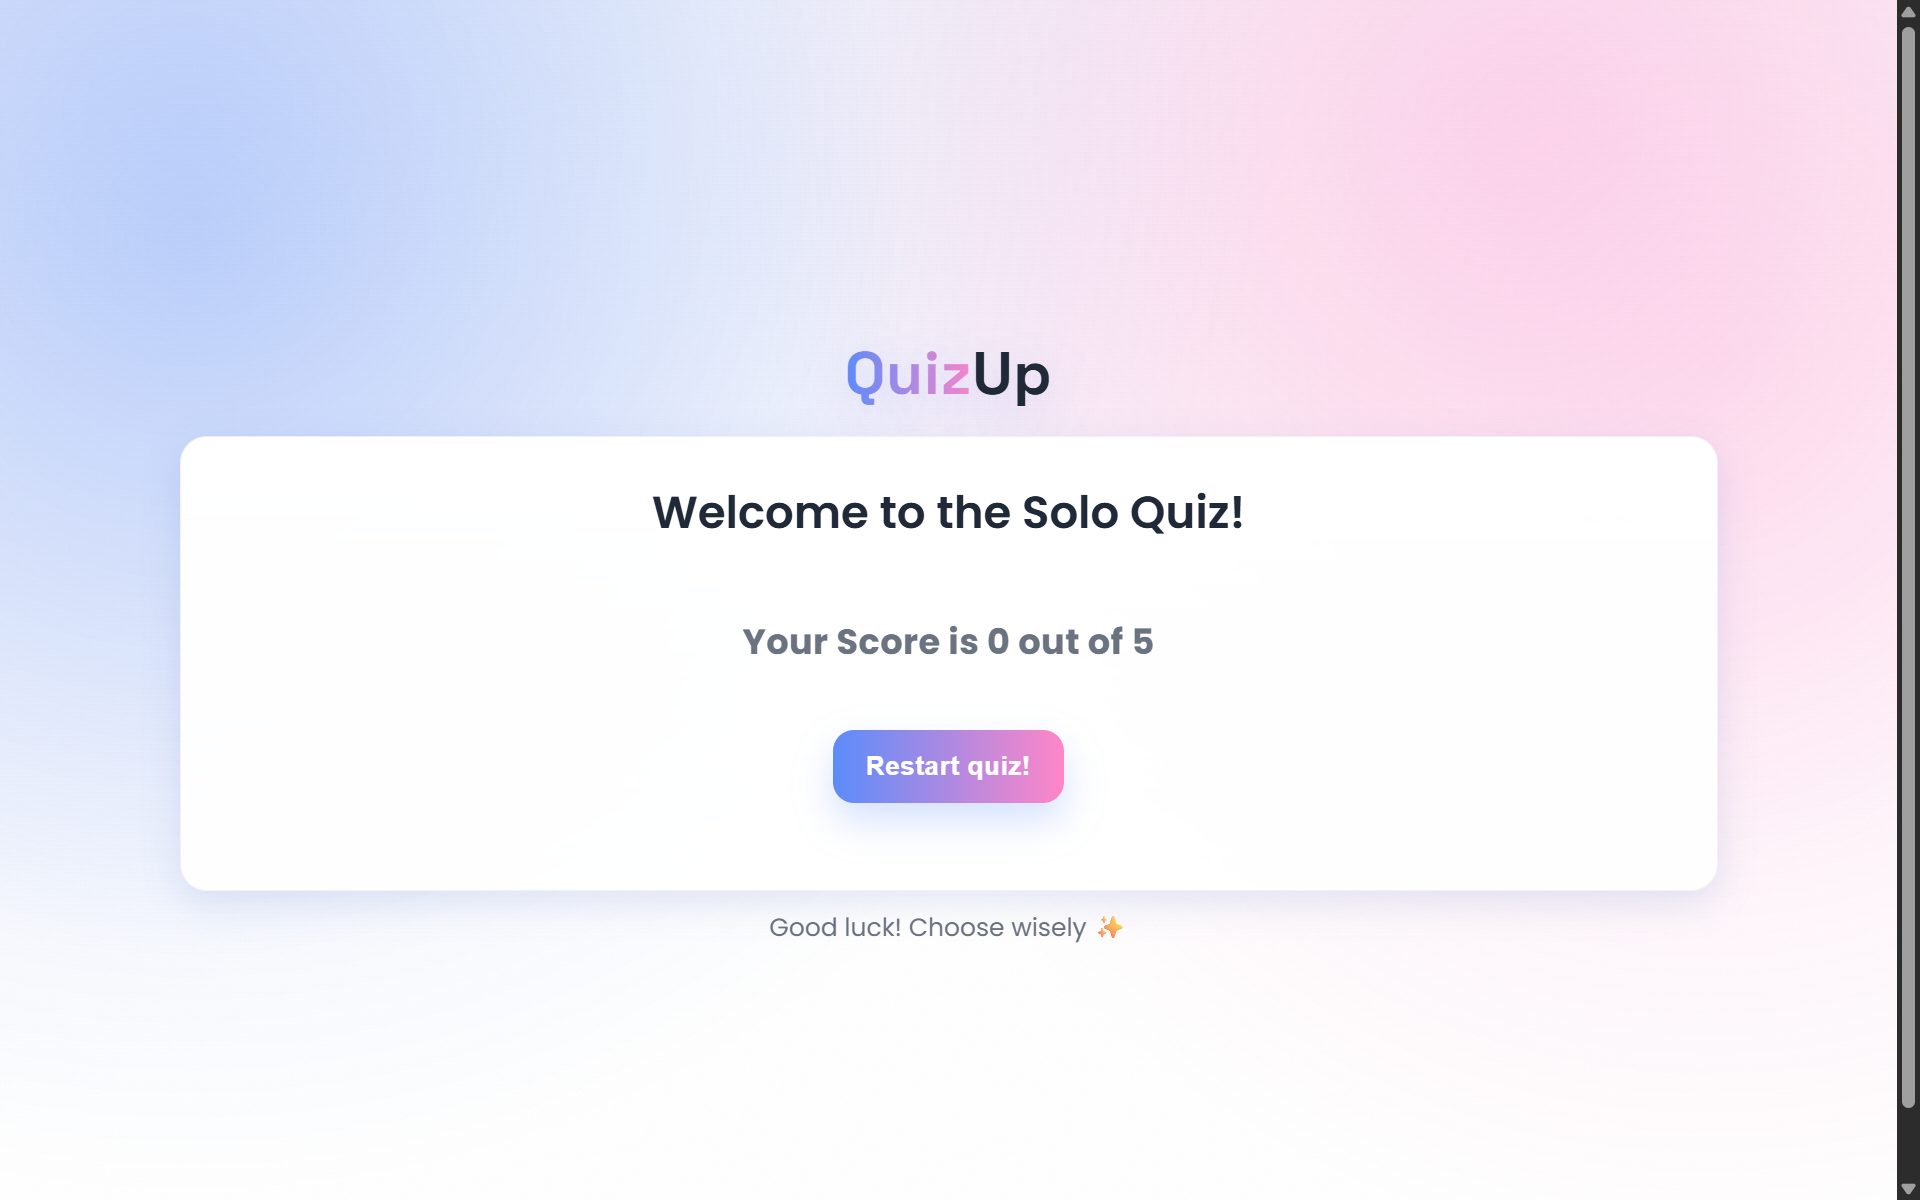 QuizUp
Welcome to the Solo Quiz!
Your Score is 0 out of 5
Restart quiz!
Good luck! Choose wisely ✨